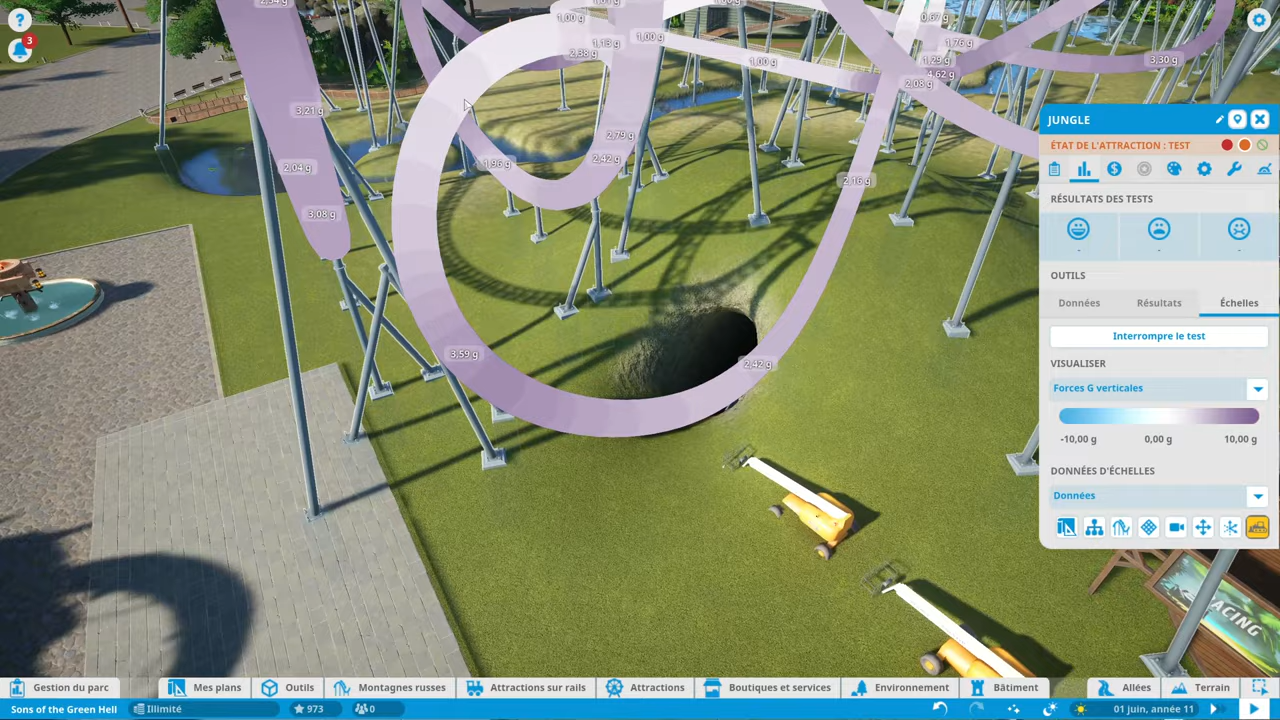 ?
3
2,54 g
1,00 g
1,13 g
2,38 g
1,00 g
1,00 g
0,67 g
1,76 g
1,29 g
4,62 g
2,08 g
3,30 g
3,21 g
2,79 g
2,42 g
1,96 g
2,04 g
2,16 g
3,08 g
3,59 g
2,42 g
JUNGLE
ÉTAT DE L'ATTRACTION : TEST
RÉSULTATS DES TESTS
- - -
OUTILS
Données Résultats Échelles
Interrompre le test
VISUALISER
Forces G verticales
-10,00 g 0,00 g 10,00 g
DONNÉES D'ÉCHELLES
Données
RACING
Gestion du parc Mes plans Outils Montagnes russes Attractions sur rails Attractions Boutiques et services Environnement Bâtiment Allées Terrain
Sons of the Green Hell Illimité 973 0 01 juin, année 11